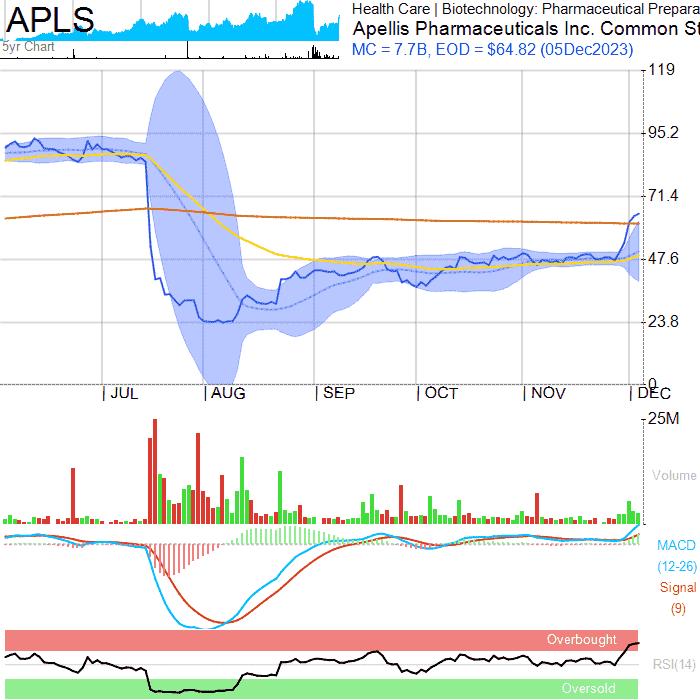 APLS
5yr Chart
Health Care | Biotechnology: Pharmaceutical Prepara
Apellis Pharmaceuticals Inc. Common St
MC = 7.7B, EOD = $64.82 (05Dec2023)
119
95.2
71.4
47.6
23.8
0
JUL
AUG
SEP
OCT
NOV
DEC
25M
Volume
MACD
(12-26)
Signal
(9)
Overbought
RSI(14)
Oversold